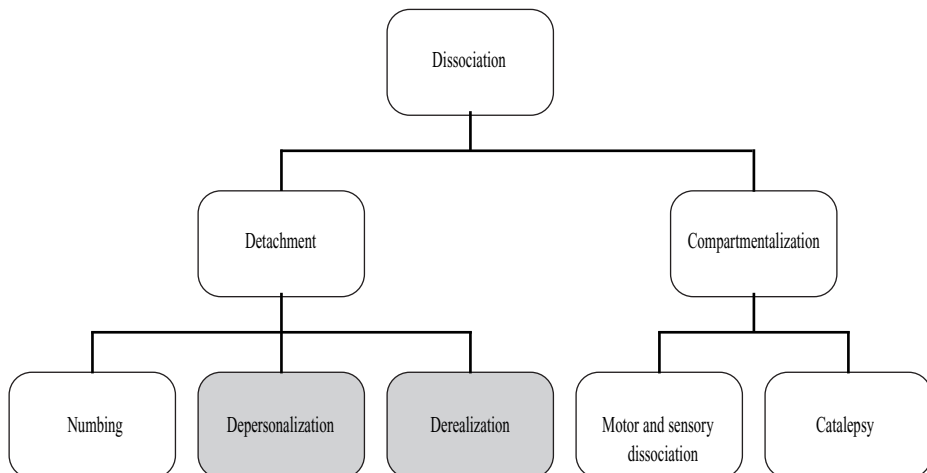 Dissociation
Detachment
Compartmentalization
Numbing
Depersonalization
Derealization
Motor and sensory
dissociation
Catalepsy